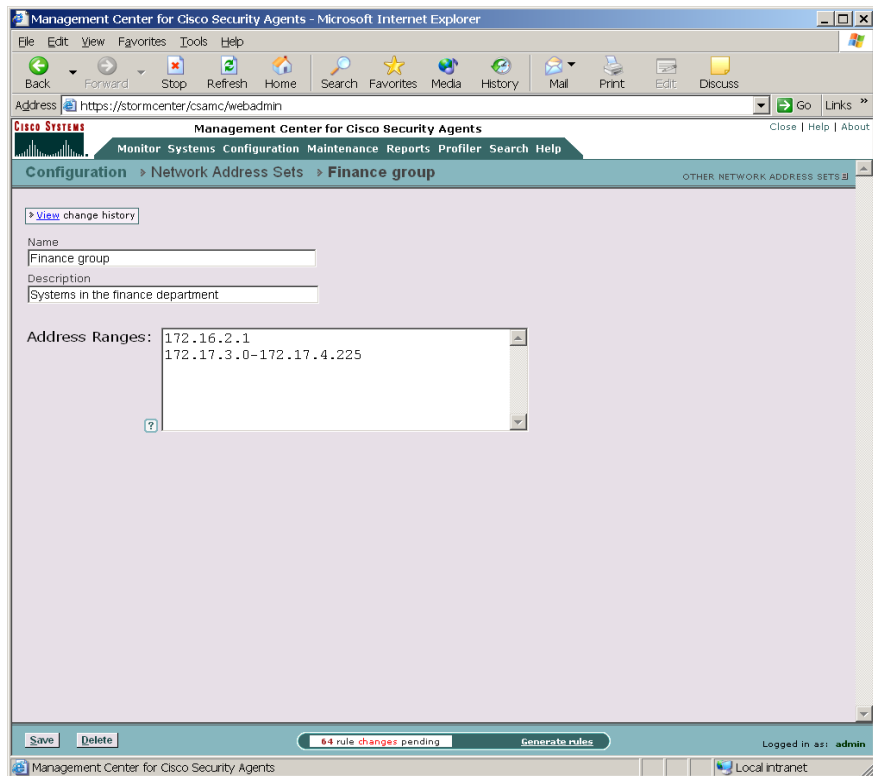 Management Center for Cisco Security Agents - Microsoft Internet Explorer
File Edit View Favorites Tools Help
Back Forward Stop Refresh Home Search Favorites Media History Mail Print Edit Discuss
Address https://stormcenter/csamc/webadmin Go Links »
CISCO SYSTEMS Management Center for Cisco Security Agents Close | Help | About
Monitor Systems Configuration Maintenance Reports Profiler Search Help
Configuration > Network Address Sets > Finance group OTHER NETWORK ADDRESS SETS
> View change history
Name
Finance group
Description
Systems in the finance department
Address Ranges: 172.16.2.1
172.17.3.0-172.17.4.225
?
Save Delete 64 rule changes pending Generate rules Logged in as: admin
Management Center for Cisco Security Agents Local intranet